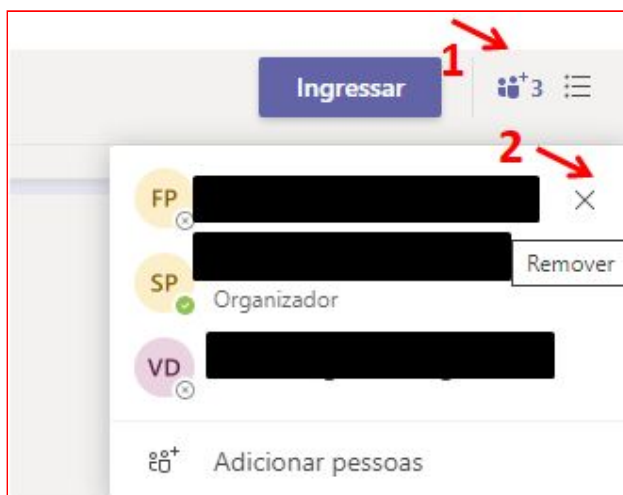 1
Ingressar
3
2
FP
Remover
SP
Organizador
VD
Adicionar pessoas